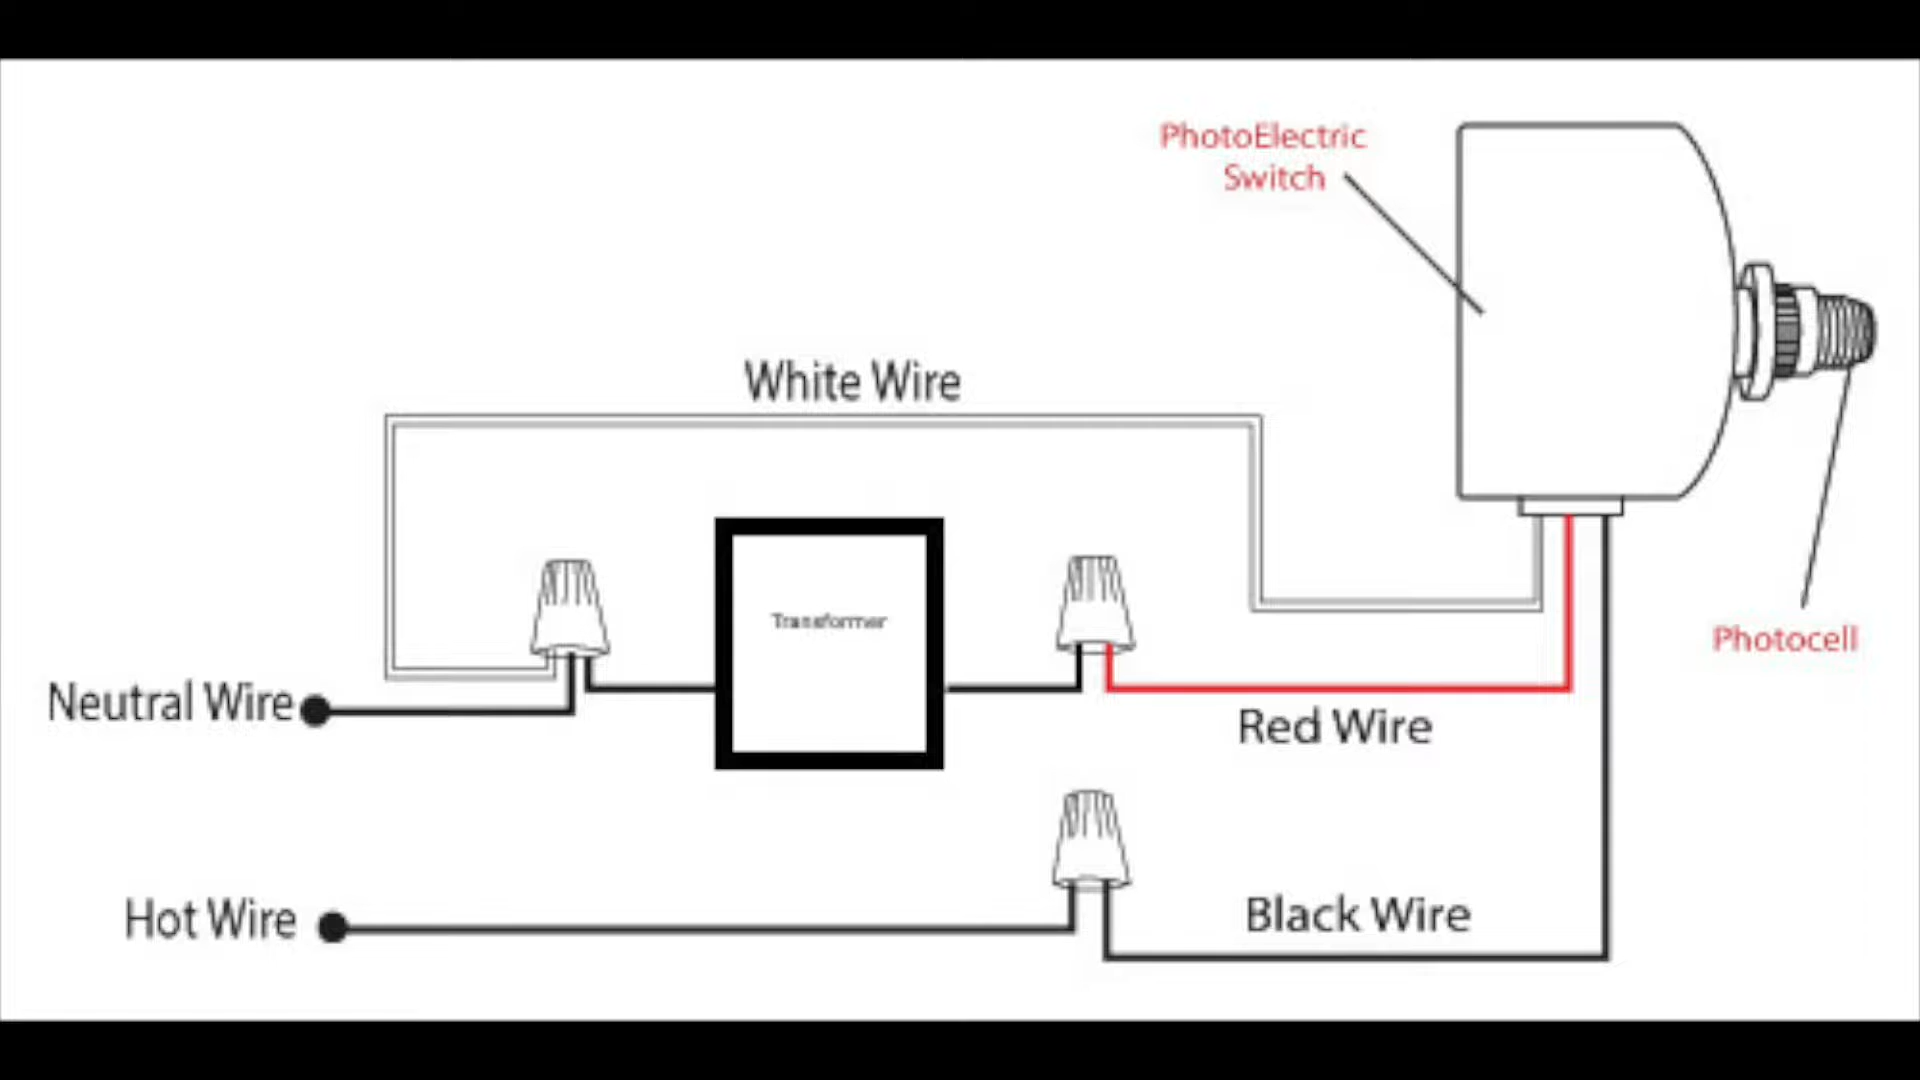 PhotoElectric
Switch
White Wire
Transformer
Photocell
Neutral Wire
Red Wire
Hot Wire
Black Wire